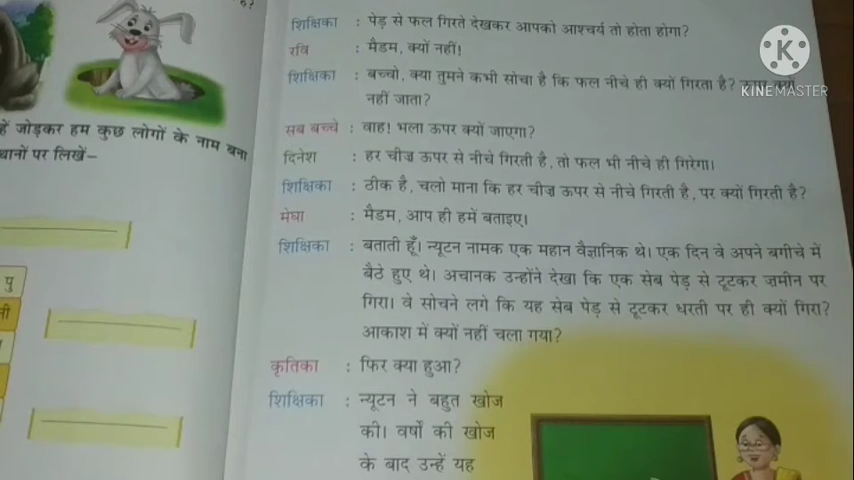 हें जोड़कर हम कुछ लोगों के नाम बना
थानों पर लिखें–
पु
शिक्षिका : पेड़ से फल गिरते देखकर आपको आश्चर्य तो होता होगा?
रवि : मैडम, क्यों नहीं!
शिक्षिका : बच्चो, क्या तुमने कभी सोचा है कि फल नीचे ही क्यों गिरता है? ऊपर क्यों
नहीं जाता?
सब बच्चे : वाह! भला ऊपर क्यों जाएगा?
दिनेश : हर चीज़ ऊपर से नीचे गिरती है, तो फल भी नीचे ही गिरेगा।
शिक्षिका : ठीक है, चलो माना कि हर चीज़ ऊपर से नीचे गिरती है, पर क्यों गिरती है?
मेघा : मैडम, आप ही हमें बताइए।
शिक्षिका : बताती हूँ। न्यूटन नामक एक महान वैज्ञानिक थे। एक दिन वे अपने बगीचे में
बैठे हुए थे। अचानक उन्होंने देखा कि एक सेब पेड़ से टूटकर ज़मीन पर
गिरा। वे सोचने लगे कि यह सेब पेड़ से टूटकर धरती पर ही क्यों गिरा?
आकाश में क्यों नहीं चला गया?
कृतिका : फिर क्या हुआ?
शिक्षिका : न्यूटन ने बहुत खोज
की। वर्षों की खोज
के बाद उन्हें यह
K
KINEMASTER